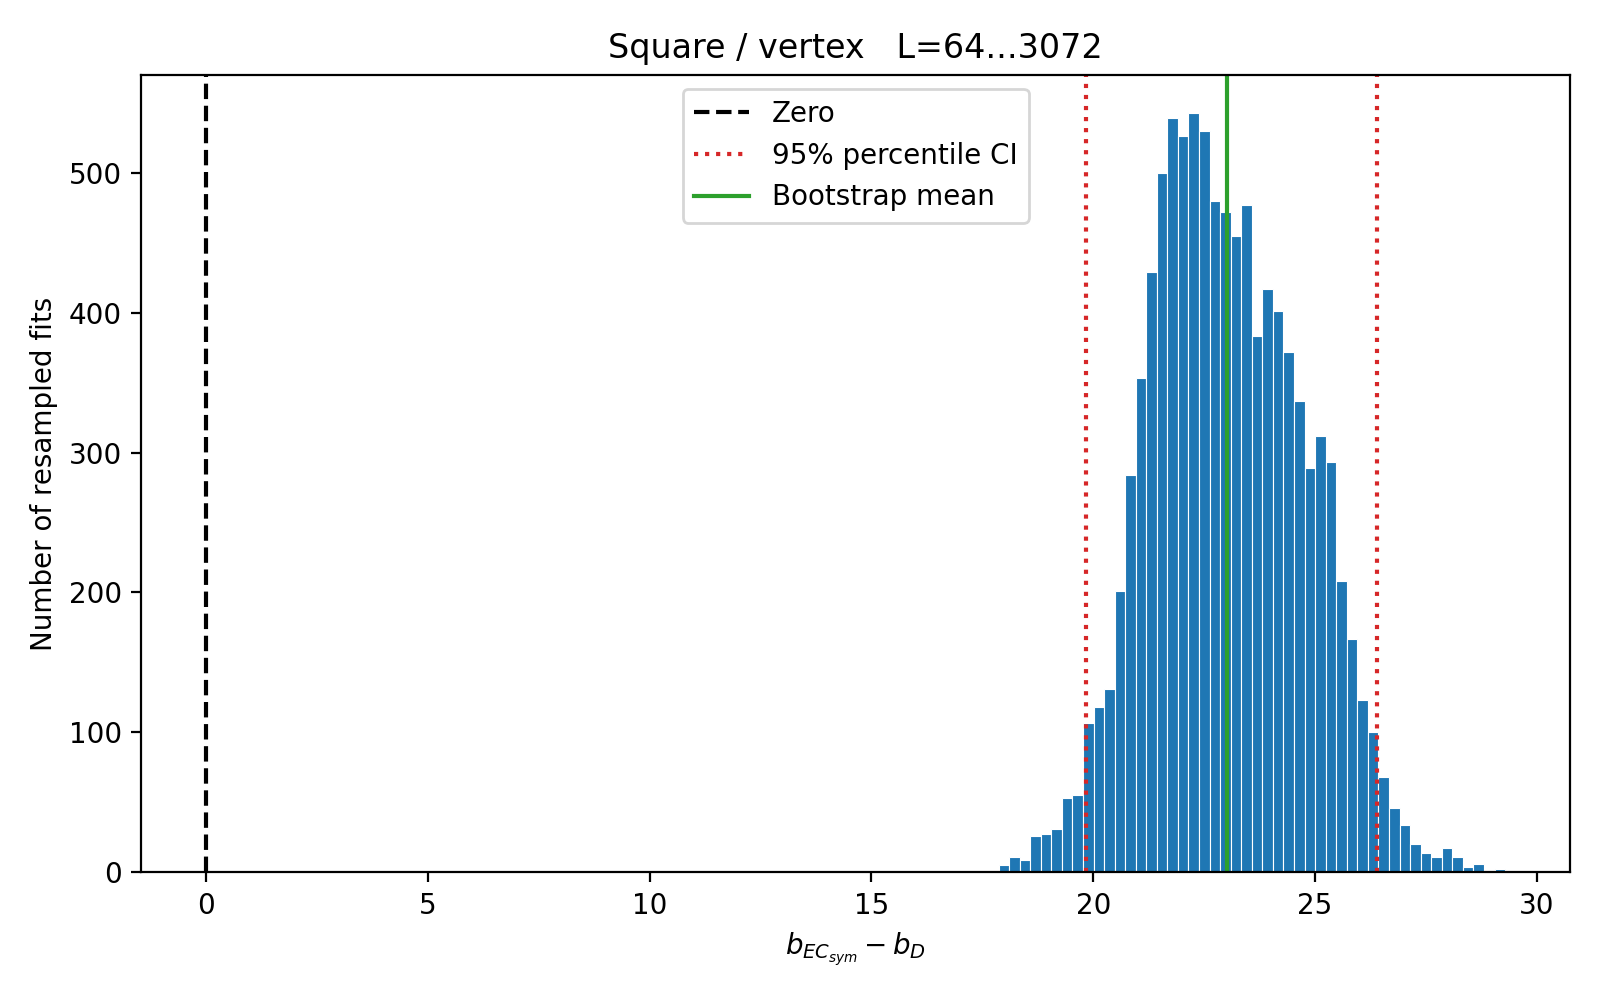 Square / vertex L=64...3072
Zero
95% percentile CI
Bootstrap mean
Number of resampled fits
500
400
300
200
100
0
0 5 10 15 20 25 30
b_{EC_{sym}} − b_D